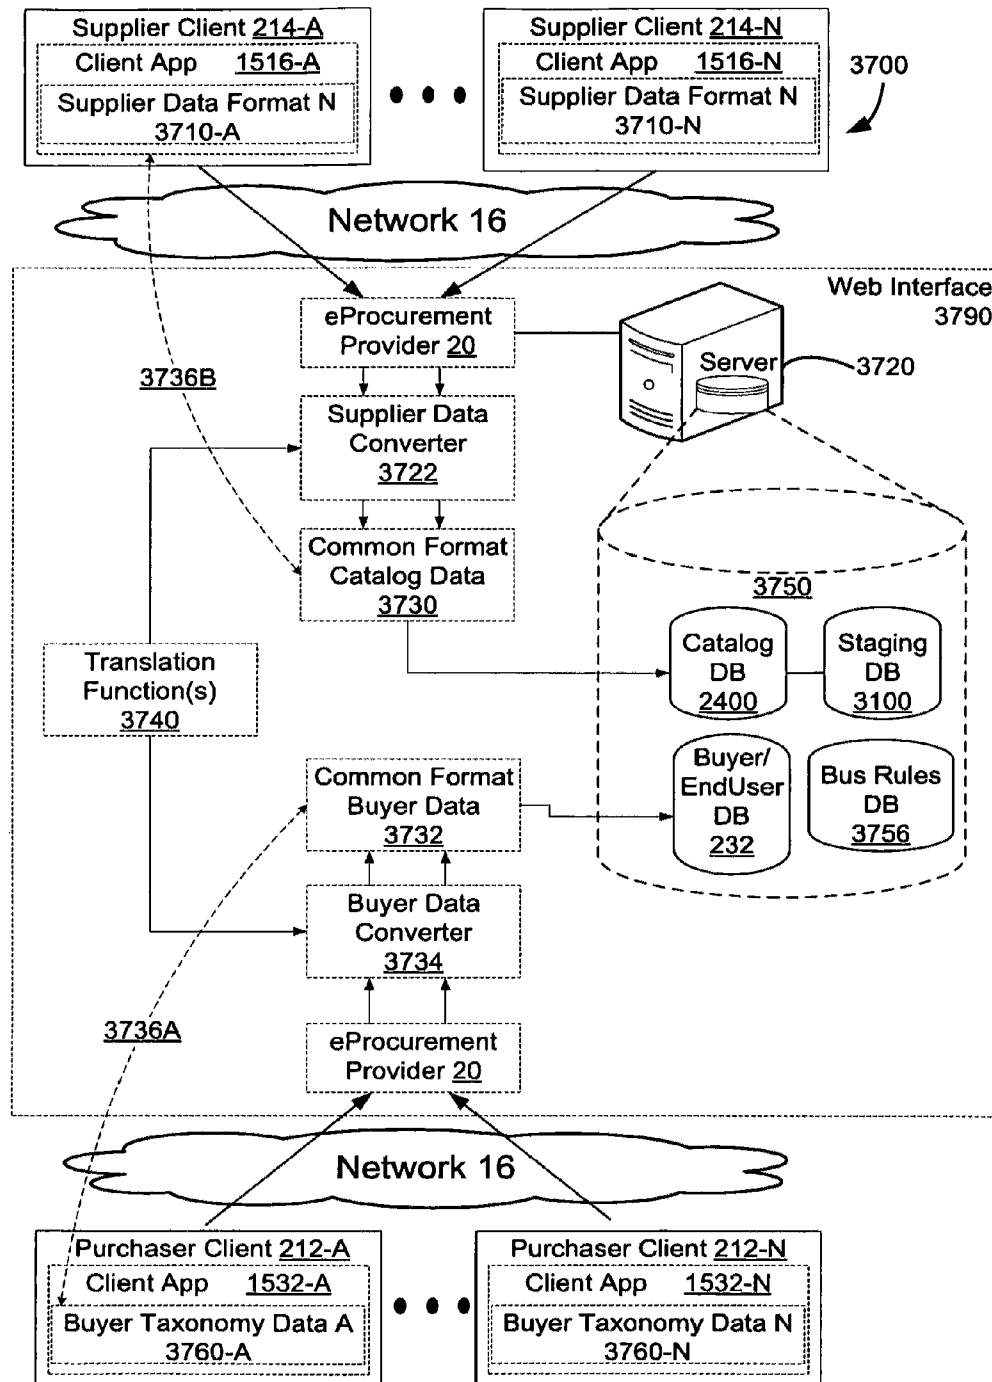 Supplier Client 214-A
Client App 1516-A
Supplier Data Format N
3710-A
Supplier Client 214-N
Client App 1516-N
Supplier Data Format N
3710-N
3700
Network 16
Web Interface
3790
eProcurement
Provider 20
Server
3720
3736B
Supplier Data
Converter
3722
Common Format
Catalog Data
3730
3750
Catalog
DB
2400
Staging
DB
3100
Translation
Function(s)
3740
Buyer/
EndUser
DB
232
Bus Rules
DB
3756
Common Format
Buyer Data
3732
Buyer Data
Converter
3734
3736A
eProcurement
Provider 20
Network 16
Purchaser Client 212-A
Client App 1532-A
Buyer Taxonomy Data A
3760-A
Purchaser Client 212-N
Client App 1532-N
Buyer Taxonomy Data N
3760-N